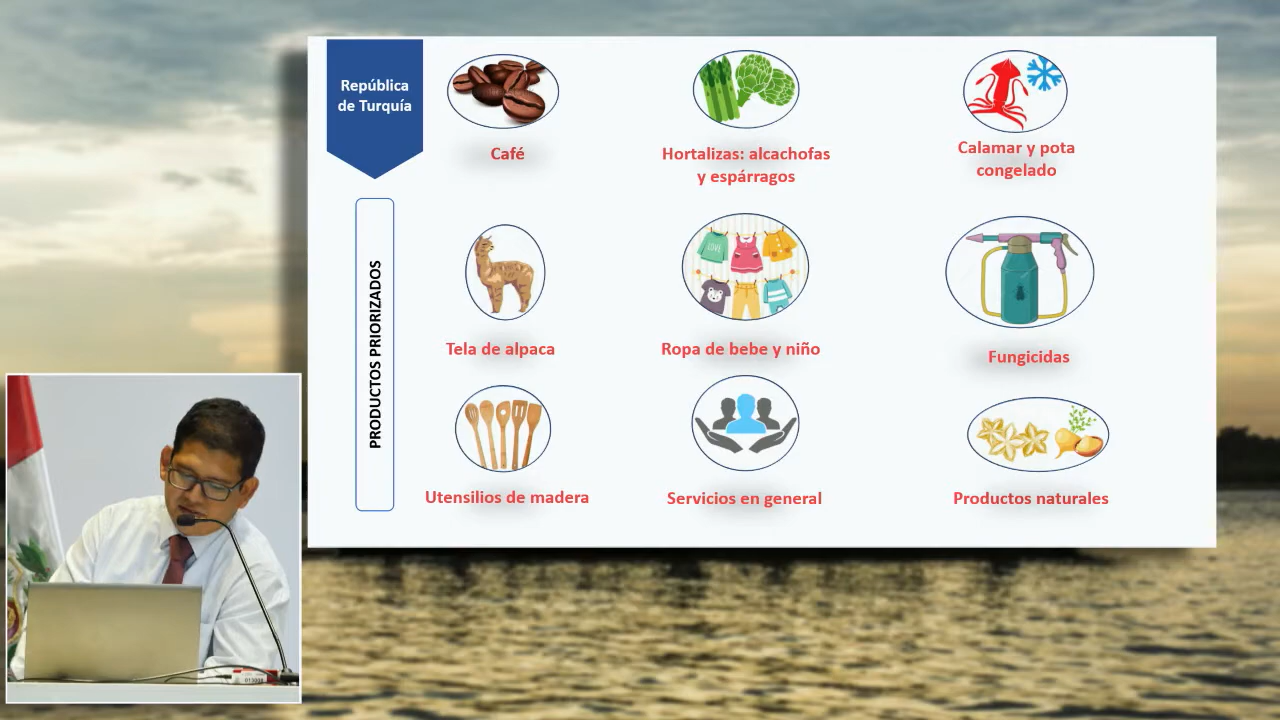 República
de Turquía
Café
Hortalizas: alcachofas
y espárragos
Calamar y pota
congelado
PRODUCTOS PRIORIZADOS
LOVE
Tela de alpaca
Ropa de bebe y niño
Fungicidas
Utensilios de madera
Servicios en general
Productos naturales